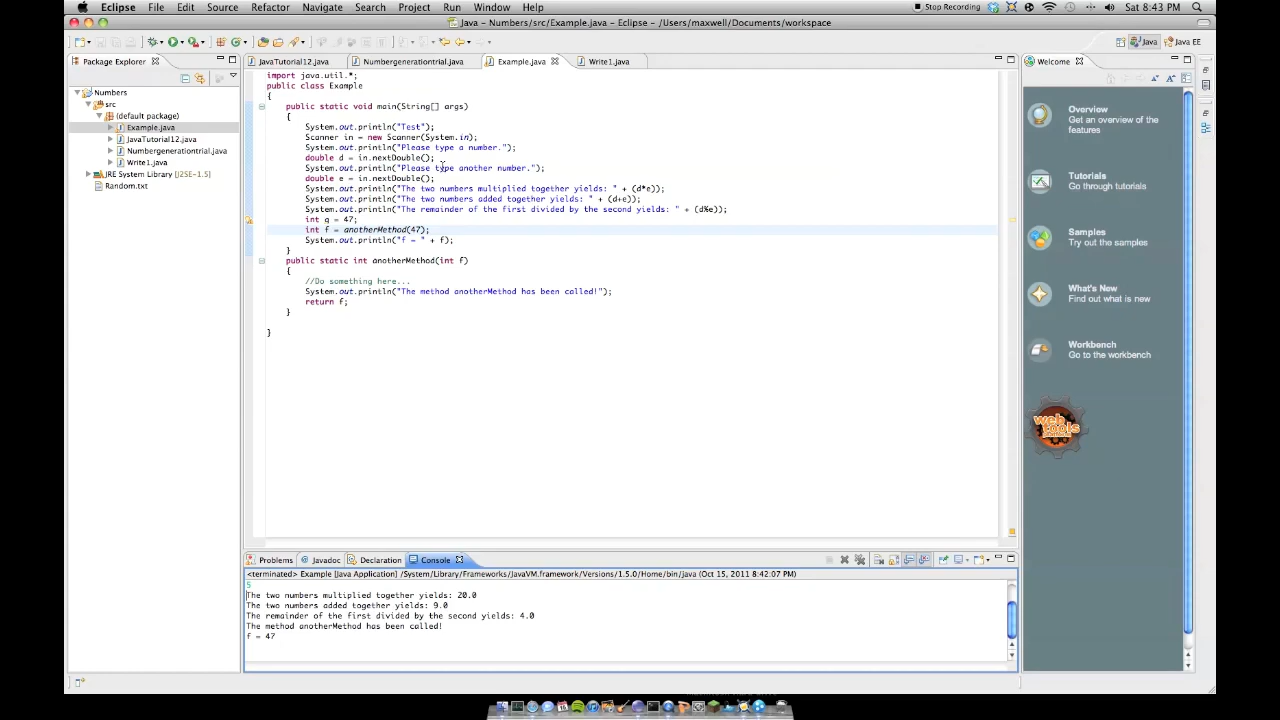 Eclipse File Edit Source Refactor Navigate Search Project Run Window Help Stop Recording Sat 8:43 PM
Java - Numbers/src/Example.java - Eclipse - /Users/maxwell/Documents/workspace
Java Java EE
Package Explorer
JavaTutorial12.java Numbergenerationtrial.java Example.java Write1.java
Welcome
Numbers
src
(default package)
Example.java
JavaTutorial12.java
Numbergenerationtrial.java
Write1.java
JRE System Library [J2SE-1.5]
Random.txt
import java.util.*;
public class Example
{
public static void main(String[] args)
{
System.out.println("Test");
Scanner in = new Scanner(System.in);
System.out.println("Please type a number.");
double d = in.nextDouble();
System.out.println("Please type another number.");
double e = in.nextDouble();
System.out.println("The two numbers multiplied together yields: " + (d*e));
System.out.println("The two numbers added together yields: " + (d+e));
System.out.println("The remainder of the first divided by the second yields: " + (d%e));
int q = 47;
int f = anotherMethod(47);
System.out.println("f = " + f);
}
public static int anotherMethod(int f)
{
//Do something here...
System.out.println("The method anotherMethod has been called!");
return f;
}
}
Overview
Get an overview of the
features
Tutorials
Go through tutorials
Samples
Try out the samples
What's New
Find out what is new
Workbench
Go to the workbench
web
tools
Problems Javadoc Declaration Console
<terminated> Example [Java Application] /System/Library/Frameworks/JavaVM.framework/Versions/1.5.0/Home/bin/java (Oct 15, 2011 8:42:07 PM)
5
The two numbers multiplied together yields: 20.0
The two numbers added together yields: 9.0
The remainder of the first divided by the second yields: 4.0
The method anotherMethod has been called!
f = 47